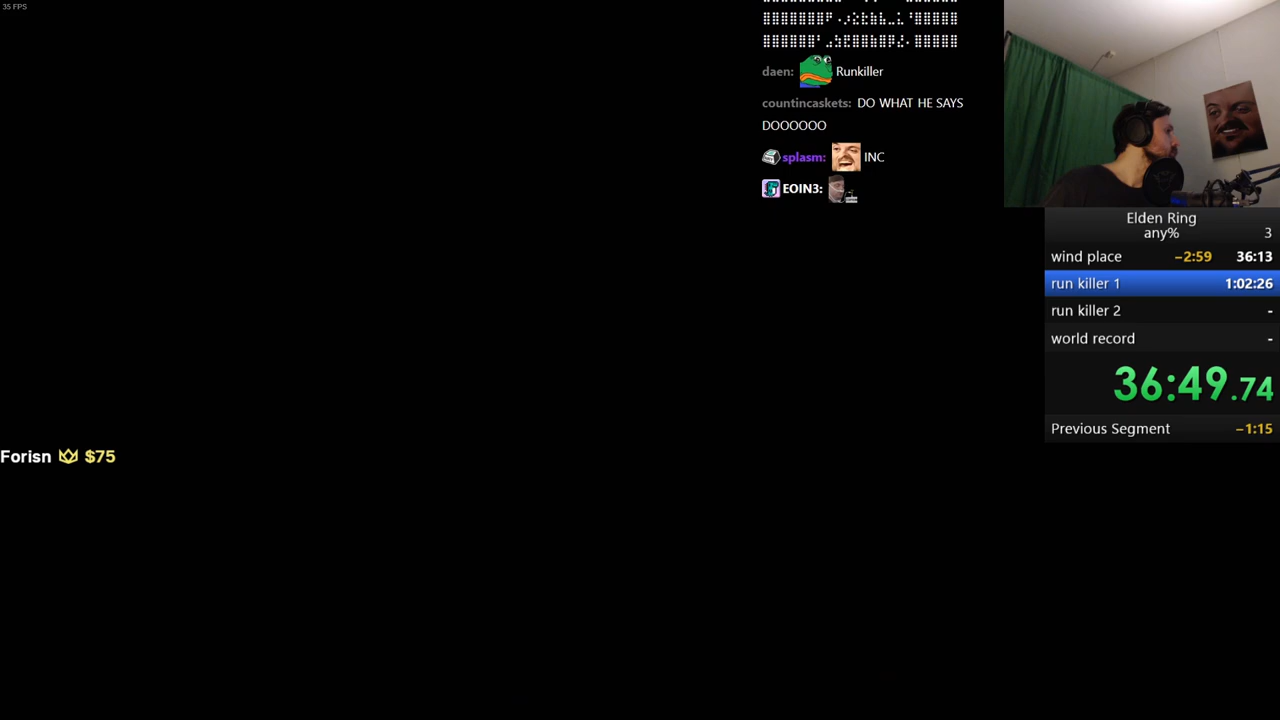 35 FPS
daen: Runkiller
countincaskets: DO WHAT HE SAYS
DOOOOOO
splasm: INC
EOIN3:
Elden Ring
any% 3
wind place −2:59 36:13
run killer 1 1:02:26
run killer 2 -
world record -
36:49.74
Previous Segment −1:15
Forisn $75